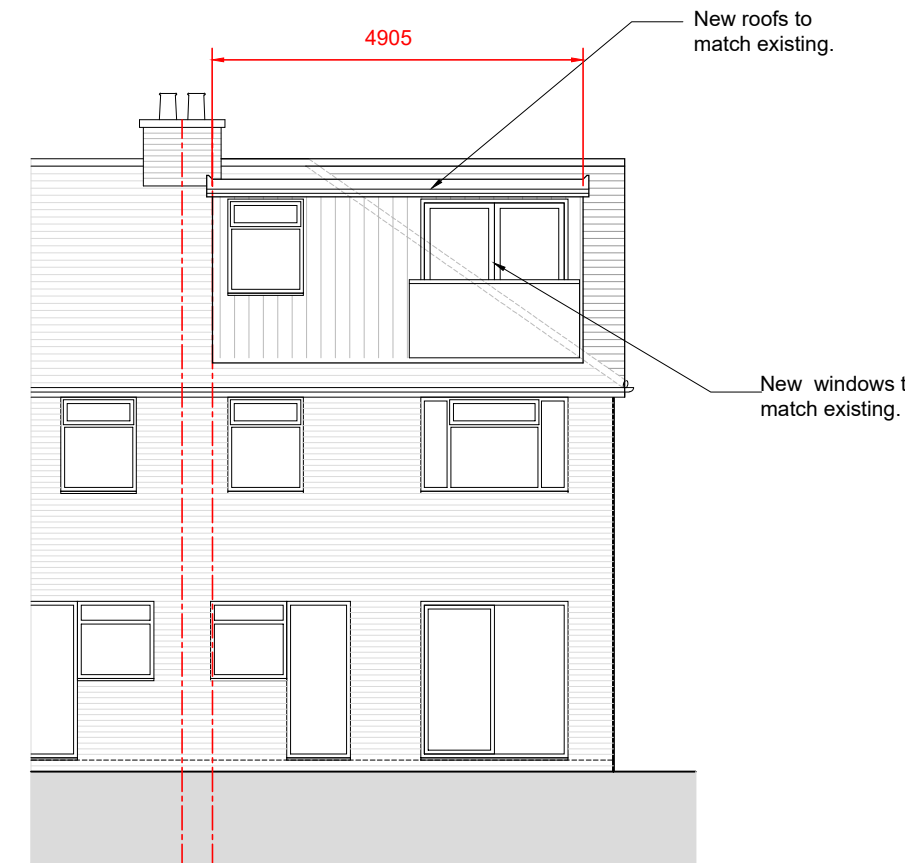 4905
New roofs to
match existing.
New windows t
match existing.